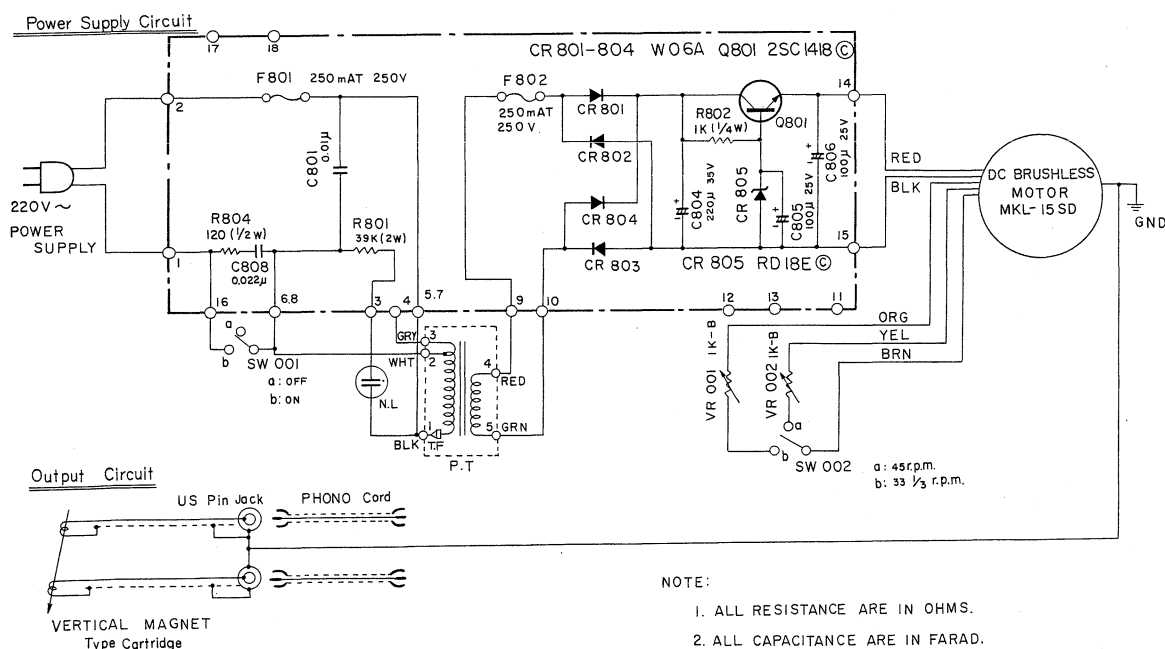 Power Supply Circuit
17
18
CR 801-804 W06A Q801 2SC1418 Ⓒ
F801 250mAT 250V
F802
250mAT
250V
CR 801
CR 802
CR 804
CR 803
R802
1K (1/4W)
Q801
14
2
C801
0.01μ
C804
220μ 35V
CR 805
C805
100μ 25V
C806
100μ 25V
RED
BLK
DC BRUSHLESS
MOTOR
MKL-15SD
GND
220V ~
POWER
SUPPLY
R804
120 (1/2W)
C808
0.022μ
R801
39K (2W)
CR 805 RD18E Ⓒ
15
1
16
6.8
3
4
5.7
9
10
12
13
11
a
b
SW 001
a: OFF
b: ON
N.L
GRY
3
WHT
2
BLK
1
T.F
4
RED
5
GRN
P.T
ORG
YEL
BRN
VR 001 1K-B
VR 002 1K-B
a
b
SW 002
a: 45r.p.m.
b: 33 1/3 r.p.m.
Output Circuit
US Pin Jack
PHONO Cord
VERTICAL MAGNET
Type Cartridge
NOTE:
1. ALL RESISTANCE ARE IN OHMS.
2. ALL CAPACITANCE ARE IN FARAD.